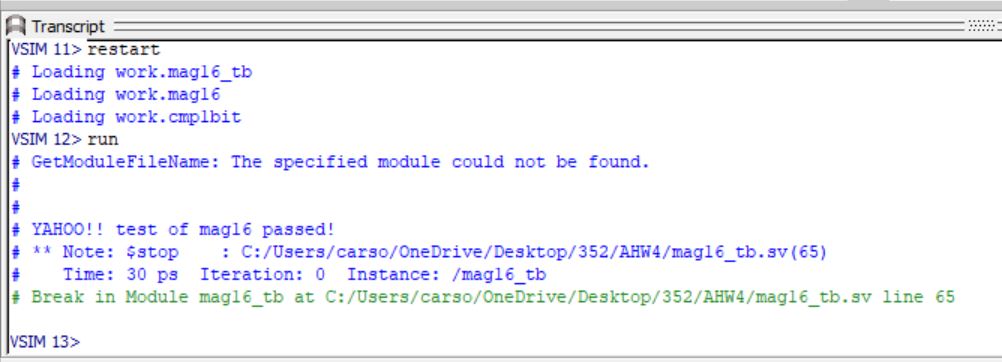 Transcript
VSIM 11> restart
# Loading work.mag16_tb
# Loading work.mag16
# Loading work.cmp1bit
VSIM 12> run
# GetModuleFileName: The specified module could not be found.
#
#
# YAHOO!! test of mag16 passed!
# ** Note: $stop    : C:/Users/carso/OneDrive/Desktop/352/AHW4/mag16_tb.sv(65)
#    Time: 30 ps  Iteration: 0  Instance: /mag16_tb
# Break in Module mag16_tb at C:/Users/carso/OneDrive/Desktop/352/AHW4/mag16_tb.sv line 65
VSIM 13>